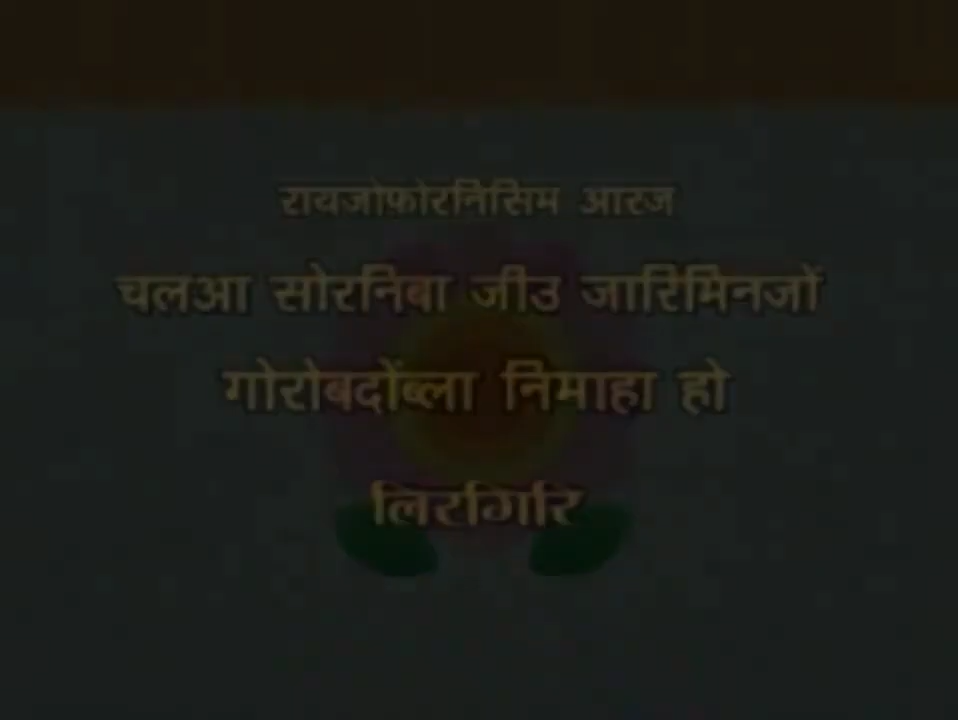 रायजोफ़ोरनिसिम आरज
चलआ सोरनिबा जीउ जारिमिनजों
गोरोबदोंब्ला निमाहा हो
लिरगिरि